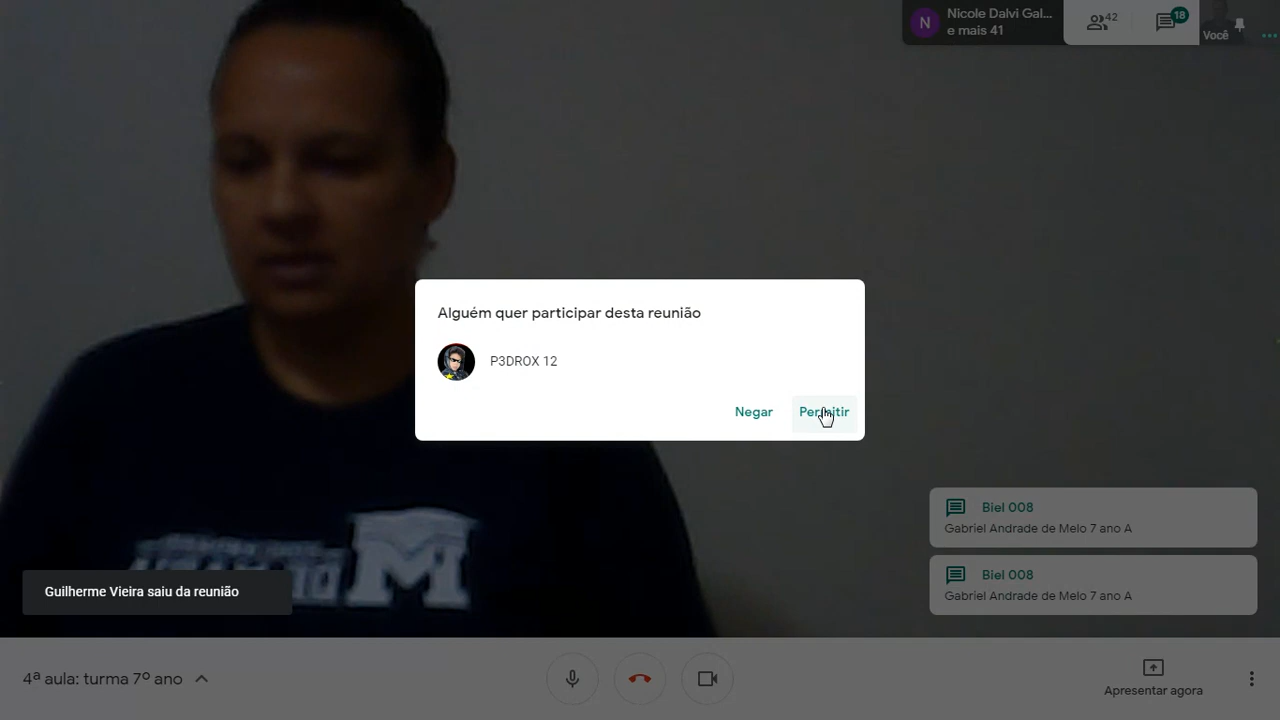 N
Nicole Dalvi Gal...
e mais 41
42
18
Você
Alguém quer participar desta reunião
P3DROX 12
Negar
Permitir
Biel 008
Gabriel Andrade de Melo 7 ano A
Biel 008
Gabriel Andrade de Melo 7 ano A
Guilherme Vieira saiu da reunião
M
4ª aula: turma 7º ano
Apresentar agora